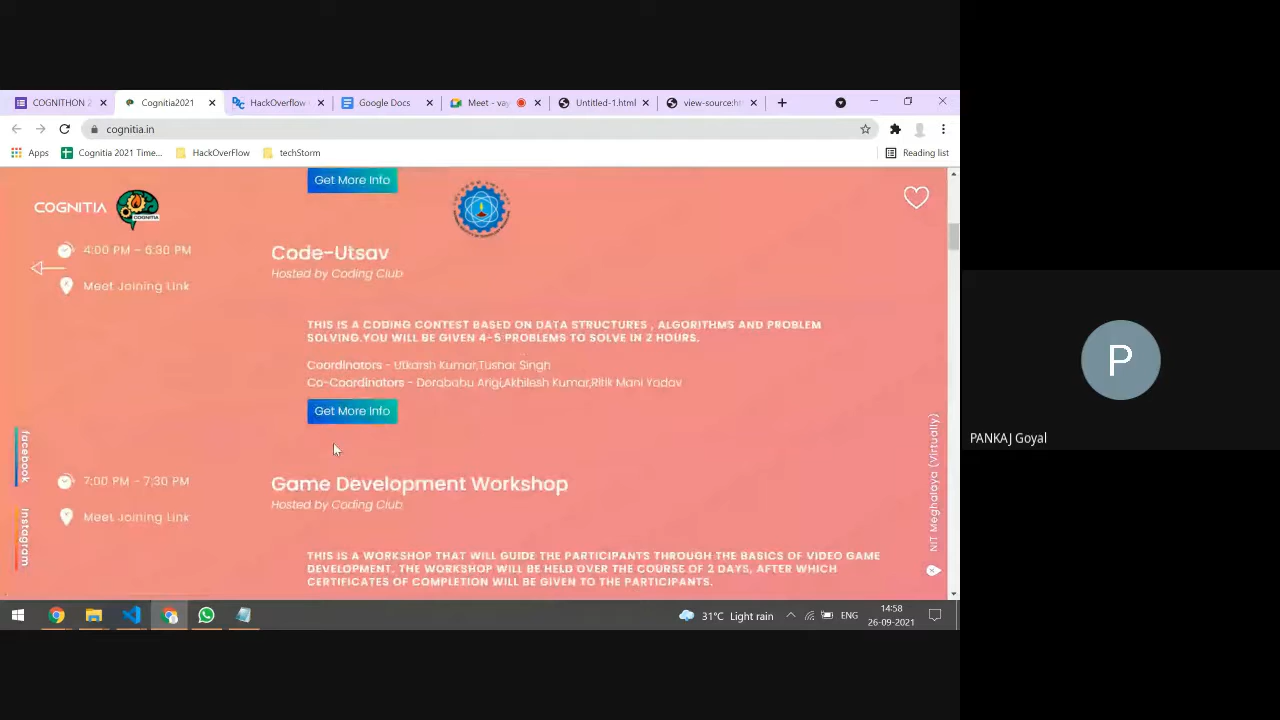 COGNITHON 2
Cognitia2021
HackOverflow
Google Docs
Meet - vay
Untitled-1.html
view-source:ht
cognitia.in
Apps
Cognitia 2021 Time...
HackOverFlow
techStorm
Reading list
Get More Info
COGNITIA
COGNITIA
4:00 PM - 6:30 PM
Meet Joining Link
Code-Utsav
Hosted by Coding Club
THIS IS A CODING CONTEST BASED ON DATA STRUCTURES , ALGORITHMS AND PROBLEM
SOLVING.YOU WILL BE GIVEN 4-5 PROBLEMS TO SOLVE IN 2 HOURS.
Coordinators - Utkarsh Kumar,Tushar Singh
Co-Coordinators - Dorababu Arigi,Akhilesh Kumar,Ritik Mani Yadav
Get More Info
7:00 PM - 7:30 PM
Meet Joining Link
Game Development Workshop
Hosted by Coding Club
THIS IS A WORKSHOP THAT WILL GUIDE THE PARTICIPANTS THROUGH THE BASICS OF VIDEO GAME
DEVELOPMENT. THE WORKSHOP WILL BE HELD OVER THE COURSE OF 2 DAYS, AFTER WHICH
CERTIFICATES OF COMPLETION WILL BE GIVEN TO THE PARTICIPANTS.
facebook
Instagram
NIT Meghalaya (Virtually)
31°C Light rain
ENG
14:58
26-09-2021
P
PANKAJ Goyal